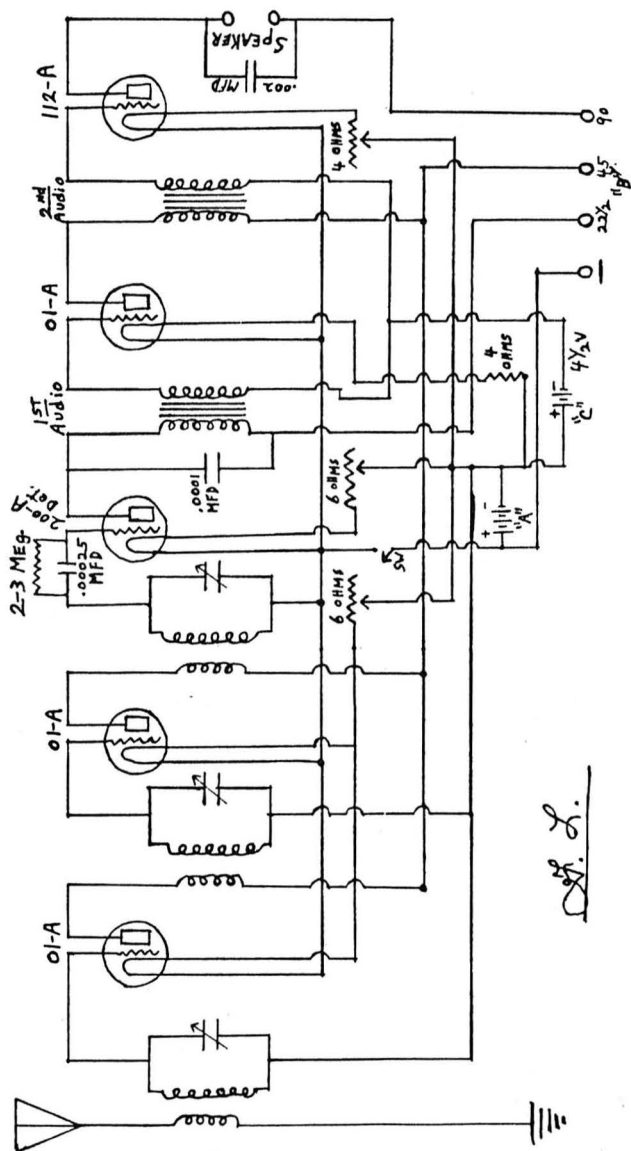 01-A
01-A
2-3 MEG
.00025
MFD
200-A
DET.
1ST
Audio
01-A
2nd
Audio
112-A
.0001
MFD
SPEAKER
.002
MFD
6 OHMS
6 OHMS
4 OHMS
SW
4
OHMS
"A"
+
-
"C"
+
-
4½V
-
22½
45
90
"B"V.